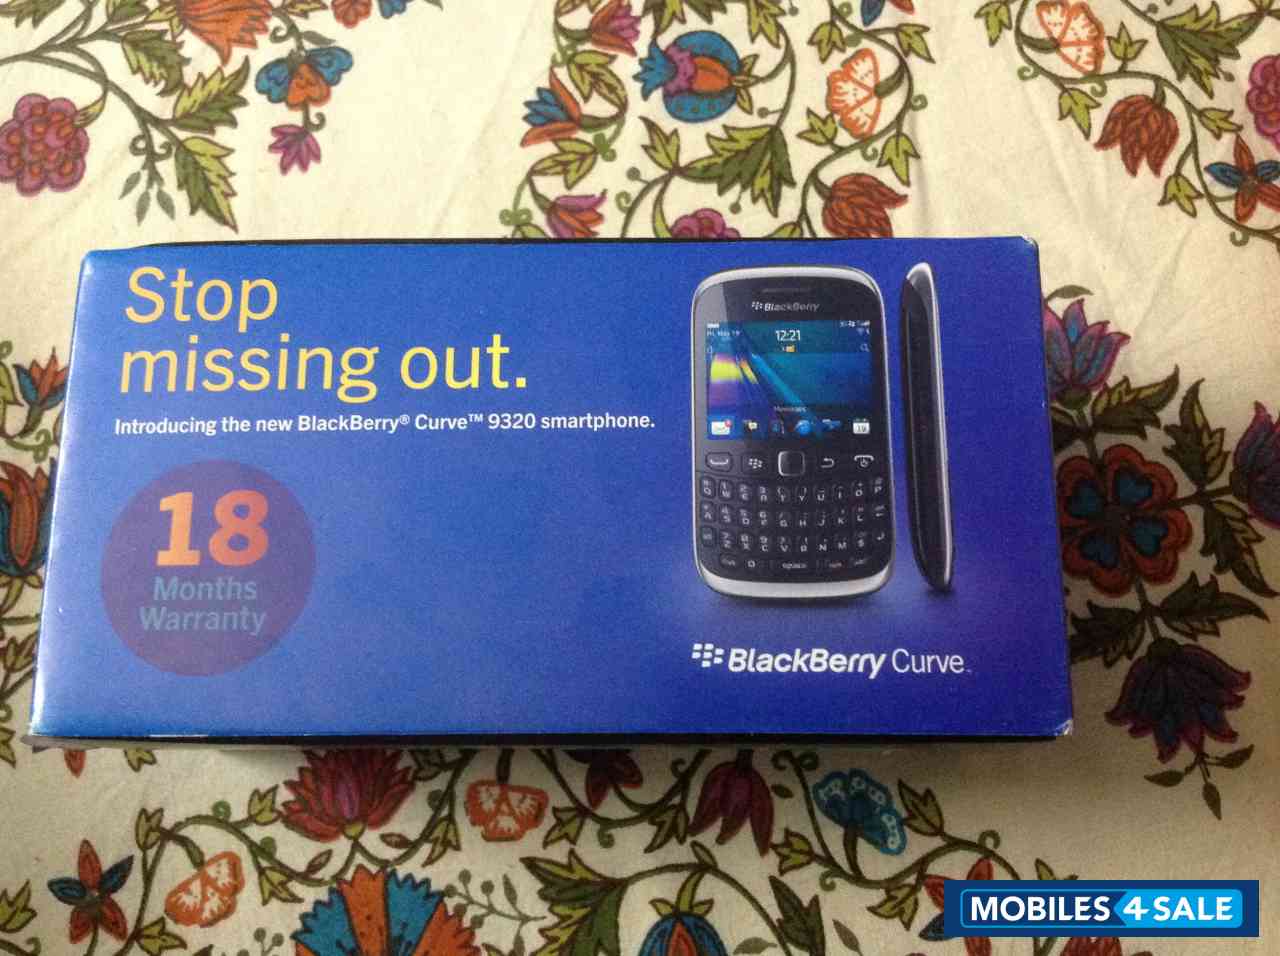 Stop
missing out.
Introducing the new BlackBerry® Curve™ 9320 smartphone.
18
Months
Warranty
BlackBerry
12:21
BlackBerry Curve™
MOBILES 4 SALE